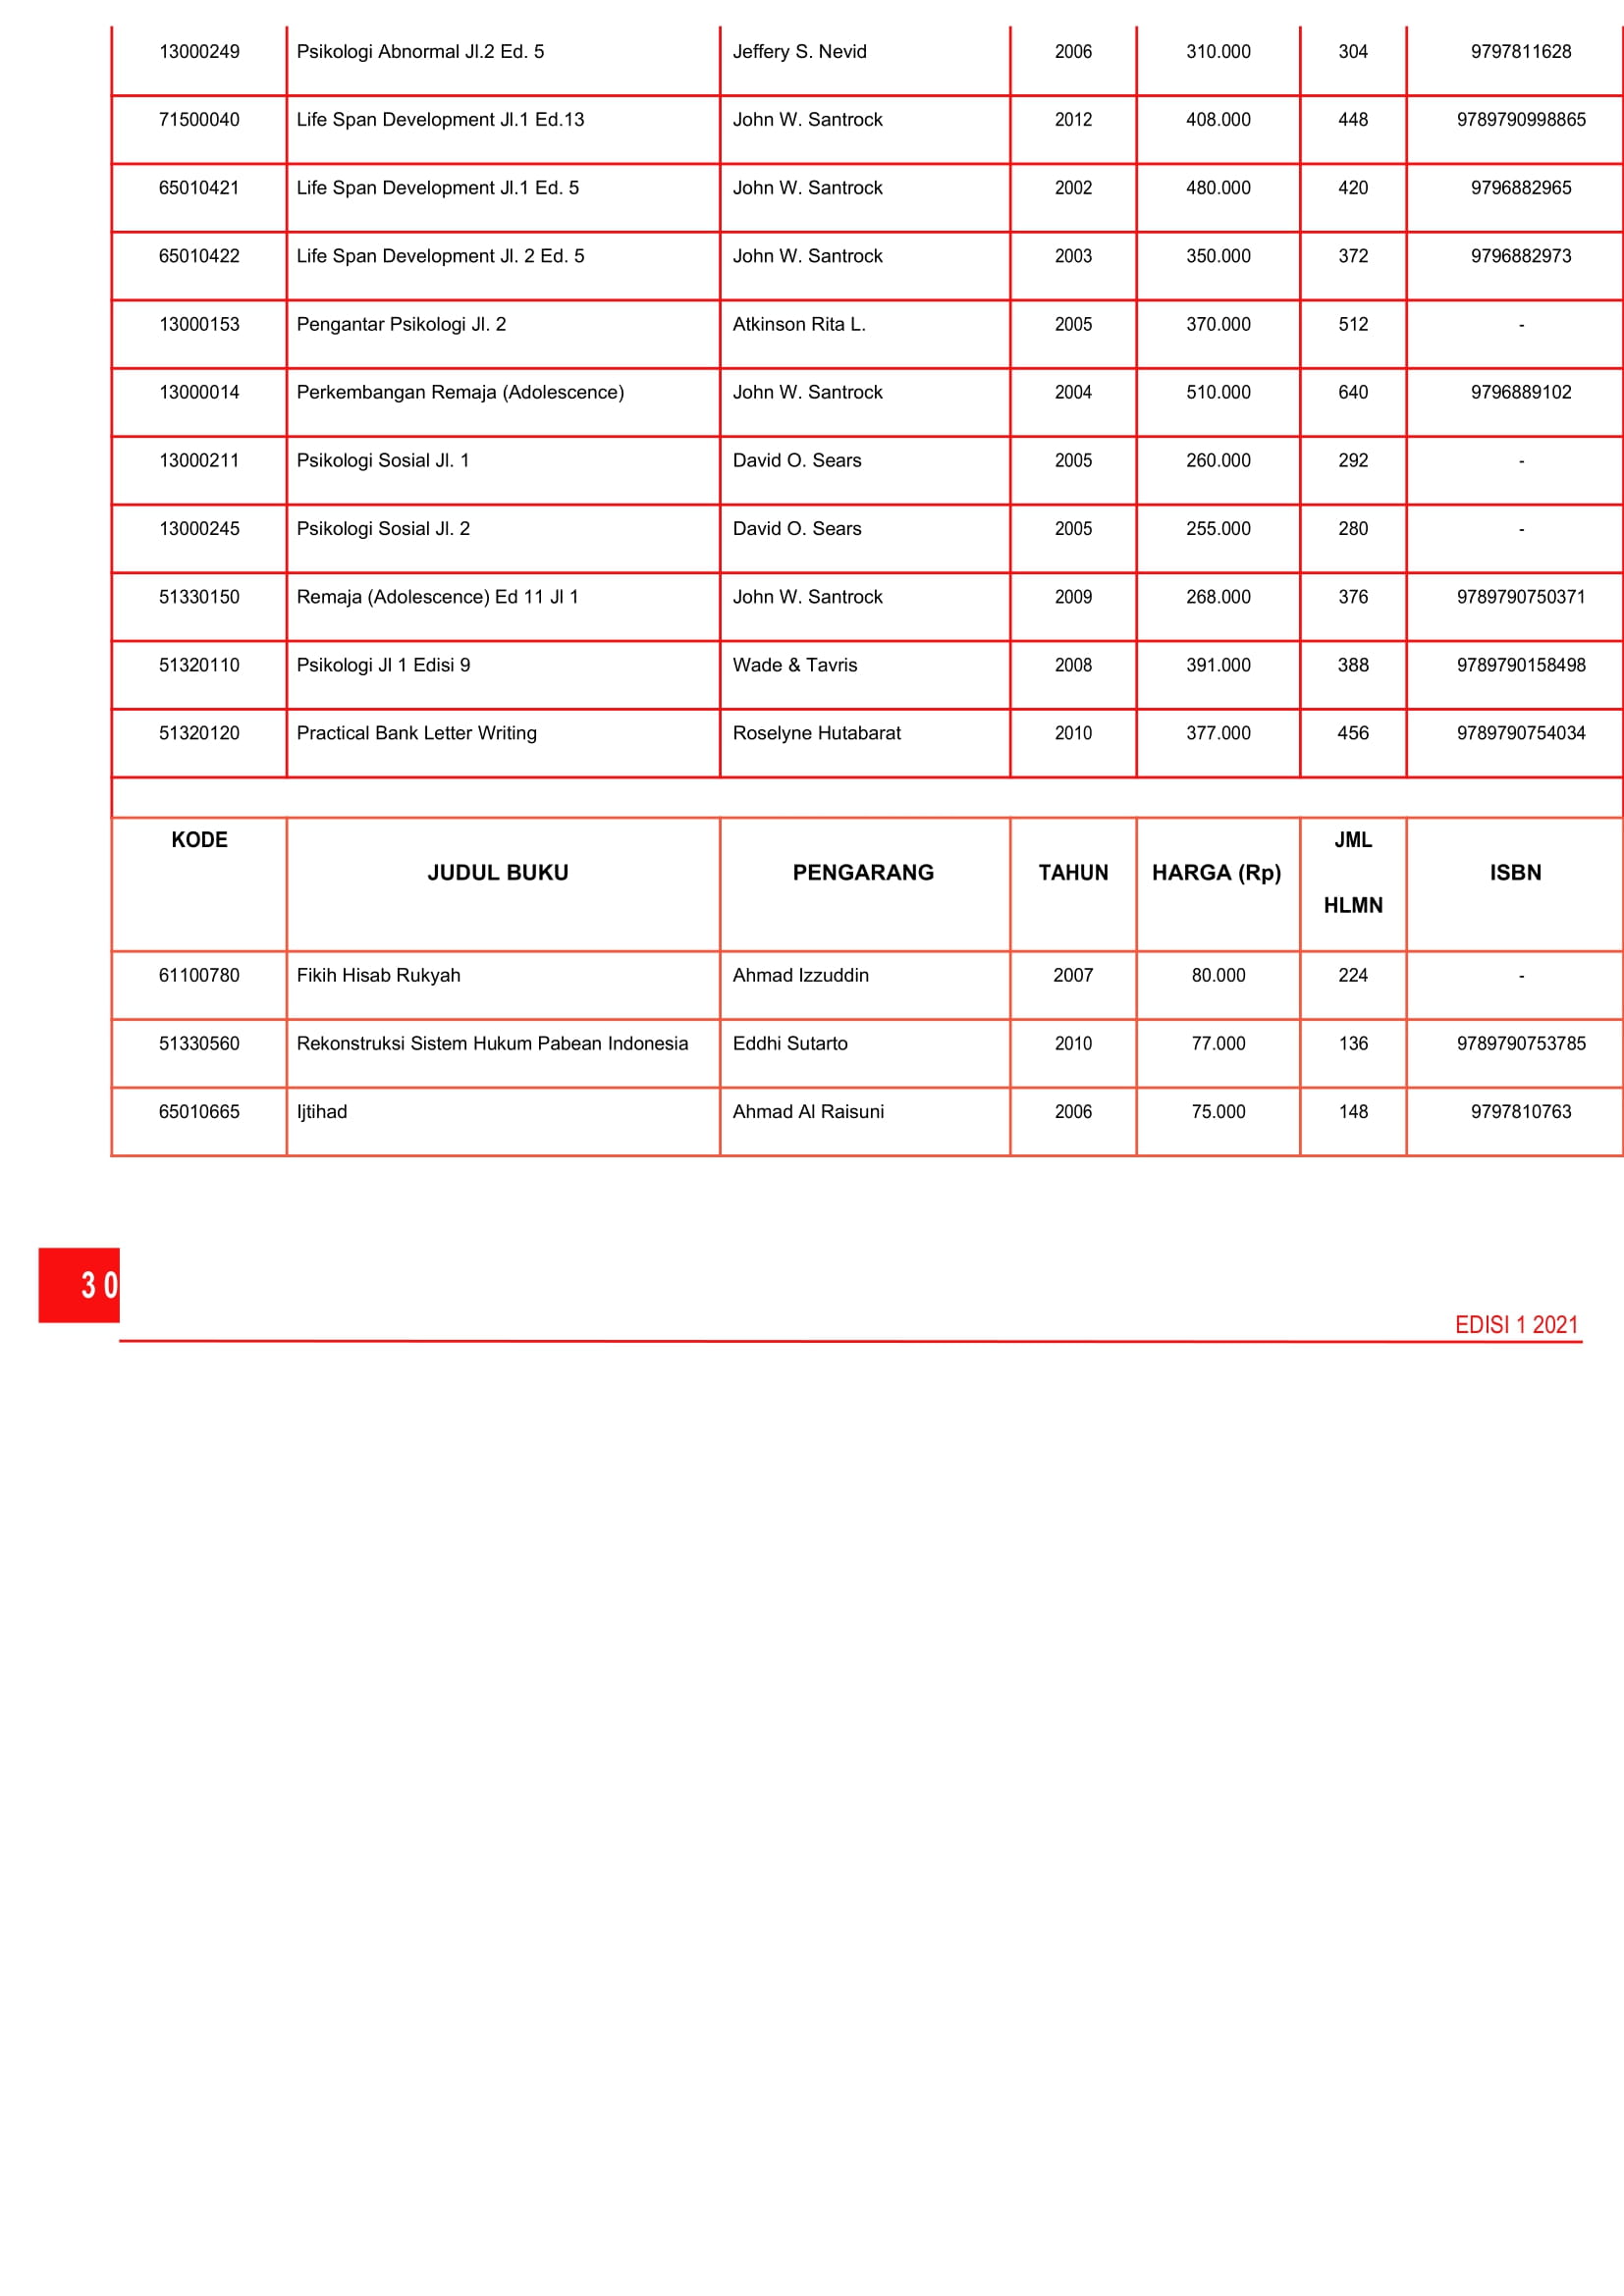 13000249 Psikologi Abnormal Jl.2 Ed. 5 Jeffery S. Nevid 2006 310.000 304 9797811628
71500040 Life Span Development Jl.1 Ed.13 John W. Santrock 2012 408.000 448 9789790998865
65010421 Life Span Development Jl.1 Ed. 5 John W. Santrock 2002 480.000 420 9796882965
65010422 Life Span Development Jl. 2 Ed. 5 John W. Santrock 2003 350.000 372 9796882973
13000153 Pengantar Psikologi Jl. 2 Atkinson Rita L. 2005 370.000 512 -
13000014 Perkembangan Remaja (Adolescence) John W. Santrock 2004 510.000 640 9796889102
13000211 Psikologi Sosial Jl. 1 David O. Sears 2005 260.000 292 -
13000245 Psikologi Sosial Jl. 2 David O. Sears 2005 255.000 280 -
51330150 Remaja (Adolescence) Ed 11 Jl 1 John W. Santrock 2009 268.000 376 9789790750371
51320110 Psikologi Jl 1 Edisi 9 Wade & Tavris 2008 391.000 388 9789790158498
51320120 Practical Bank Letter Writing Roselyne Hutabarat 2010 377.000 456 9789790754034
KODE JUDUL BUKU PENGARANG TAHUN HARGA (Rp) JML HLMN ISBN
61100780 Fikih Hisab Rukyah Ahmad Izzuddin 2007 80.000 224 -
51330560 Rekonstruksi Sistem Hukum Pabean Indonesia Eddhi Sutarto 2010 77.000 136 9789790753785
65010665 Ijtihad Ahmad Al Raisuni 2006 75.000 148 9797810763
30
EDISI 1 2021